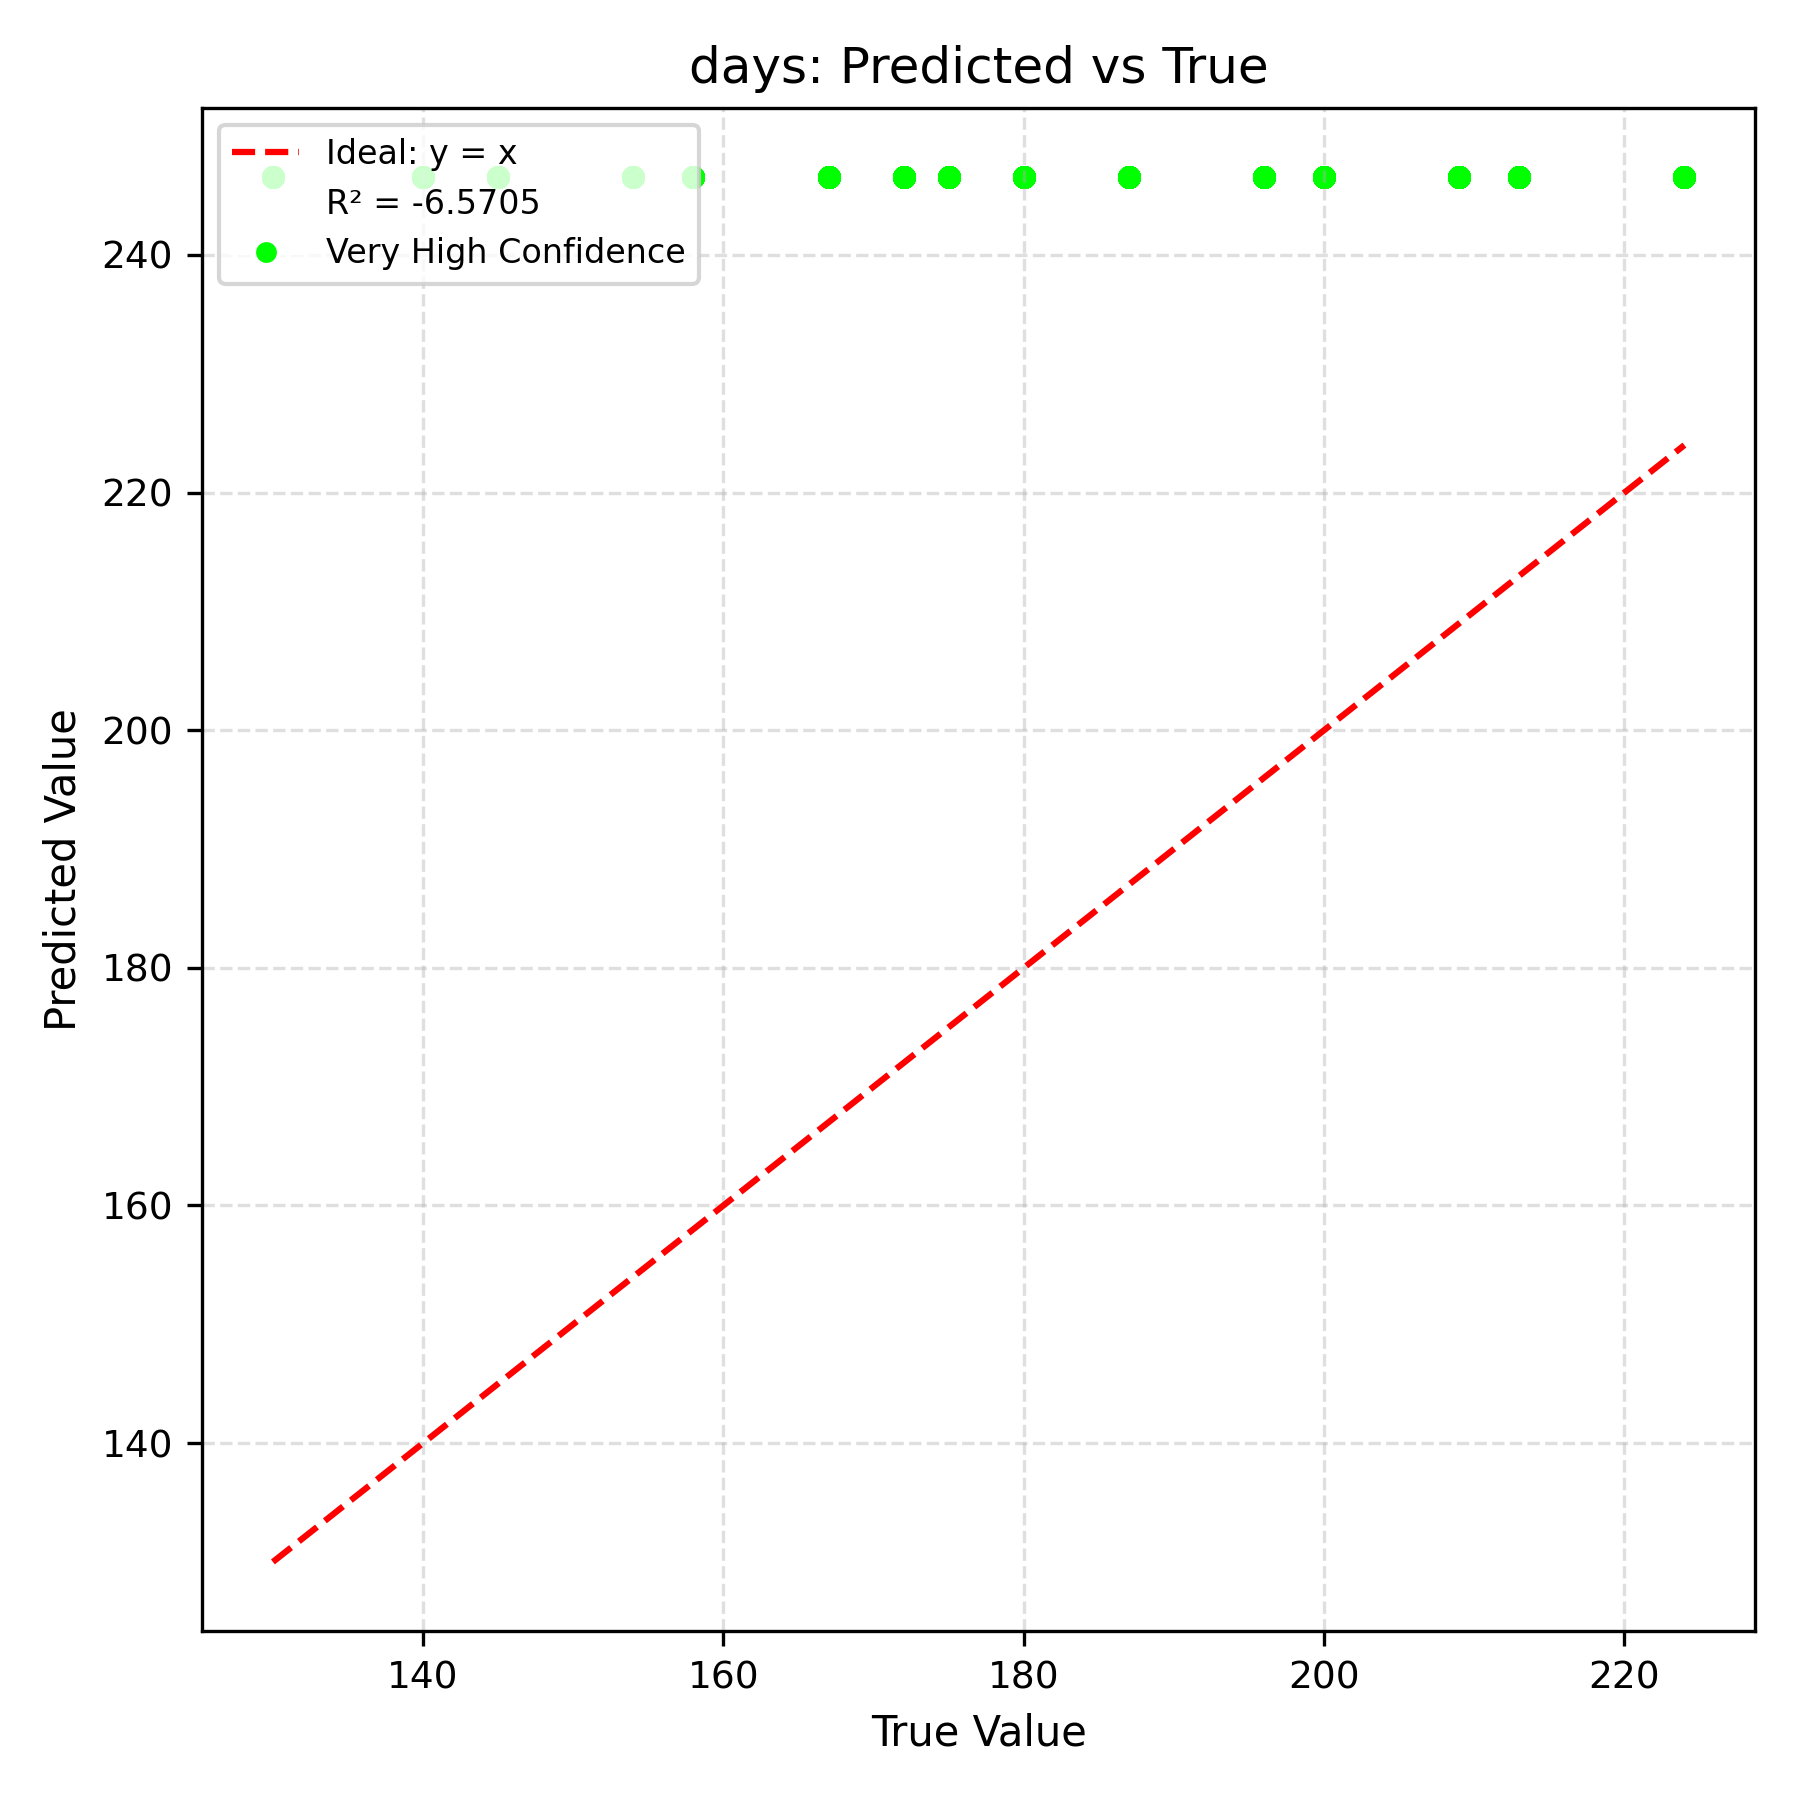 days: Predicted vs True
Ideal: y = x
R² = -6.5705
Very High Confidence
240
220
200
180
160
140
Predicted Value
140 160 180 200 220
True Value